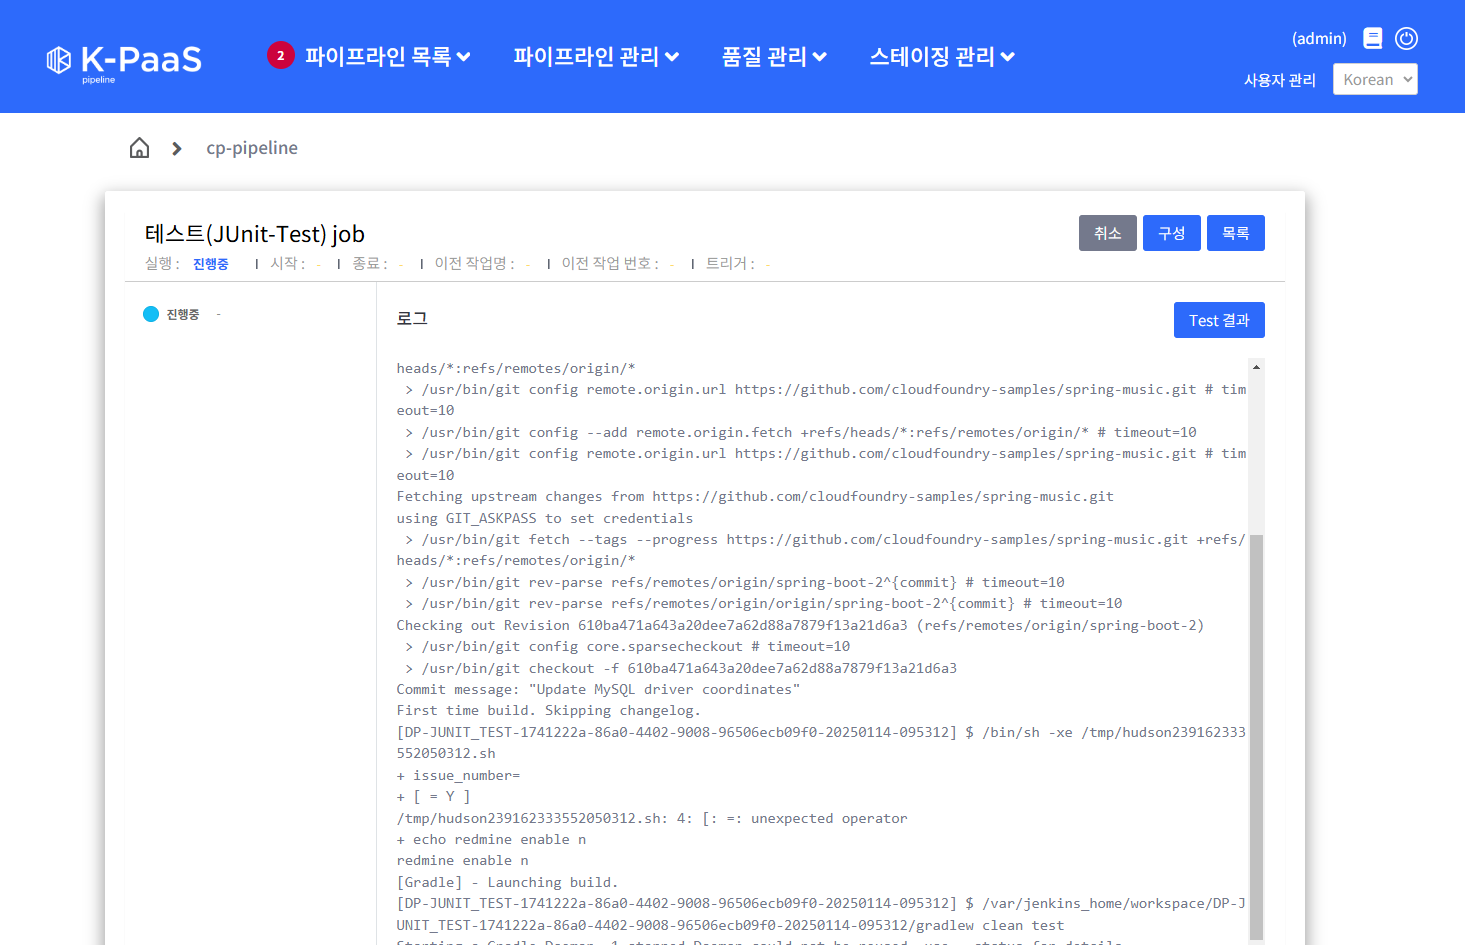 K-PaaS
pipeline
2 파이프라인 목록 파이프라인 관리 품질 관리 스테이징 관리
(admin)
사용자 관리 Korean
cp-pipeline
테스트(JUnit-Test) job
취소 구성 목록
실행 : 진행중 I 시작 : - I 종료 : - I 이전 작업명 : - I 이전 작업 번호 : - I 트리거 : -
진행중 -
로그
Test 결과
heads/*:refs/remotes/origin/*
> /usr/bin/git config remote.origin.url https://github.com/cloudfoundry-samples/spring-music.git # tim
eout=10
> /usr/bin/git config --add remote.origin.fetch +refs/heads/*:refs/remotes/origin/* # timeout=10
> /usr/bin/git config remote.origin.url https://github.com/cloudfoundry-samples/spring-music.git # tim
eout=10
Fetching upstream changes from https://github.com/cloudfoundry-samples/spring-music.git
using GIT_ASKPASS to set credentials
> /usr/bin/git fetch --tags --progress https://github.com/cloudfoundry-samples/spring-music.git +refs/
heads/*:refs/remotes/origin/*
> /usr/bin/git rev-parse refs/remotes/origin/spring-boot-2^{commit} # timeout=10
> /usr/bin/git rev-parse refs/remotes/origin/origin/spring-boot-2^{commit} # timeout=10
Checking out Revision 610ba471a643a20dee7a62d88a7879f13a21d6a3 (refs/remotes/origin/spring-boot-2)
> /usr/bin/git config core.sparsecheckout # timeout=10
> /usr/bin/git checkout -f 610ba471a643a20dee7a62d88a7879f13a21d6a3
Commit message: "Update MySQL driver coordinates"
First time build. Skipping changelog.
[DP-JUNIT_TEST-1741222a-86a0-4402-9008-96506ecb09f0-20250114-095312] $ /bin/sh -xe /tmp/hudson239162333
552050312.sh
+ issue_number=
+ [ = Y ]
/tmp/hudson239162333552050312.sh: 4: [: =: unexpected operator
+ echo redmine enable n
redmine enable n
[Gradle] - Launching build.
[DP-JUNIT_TEST-1741222a-86a0-4402-9008-96506ecb09f0-20250114-095312] $ /var/jenkins_home/workspace/DP-J
UNIT_TEST-1741222a-86a0-4402-9008-96506ecb09f0-20250114-095312/gradlew clean test